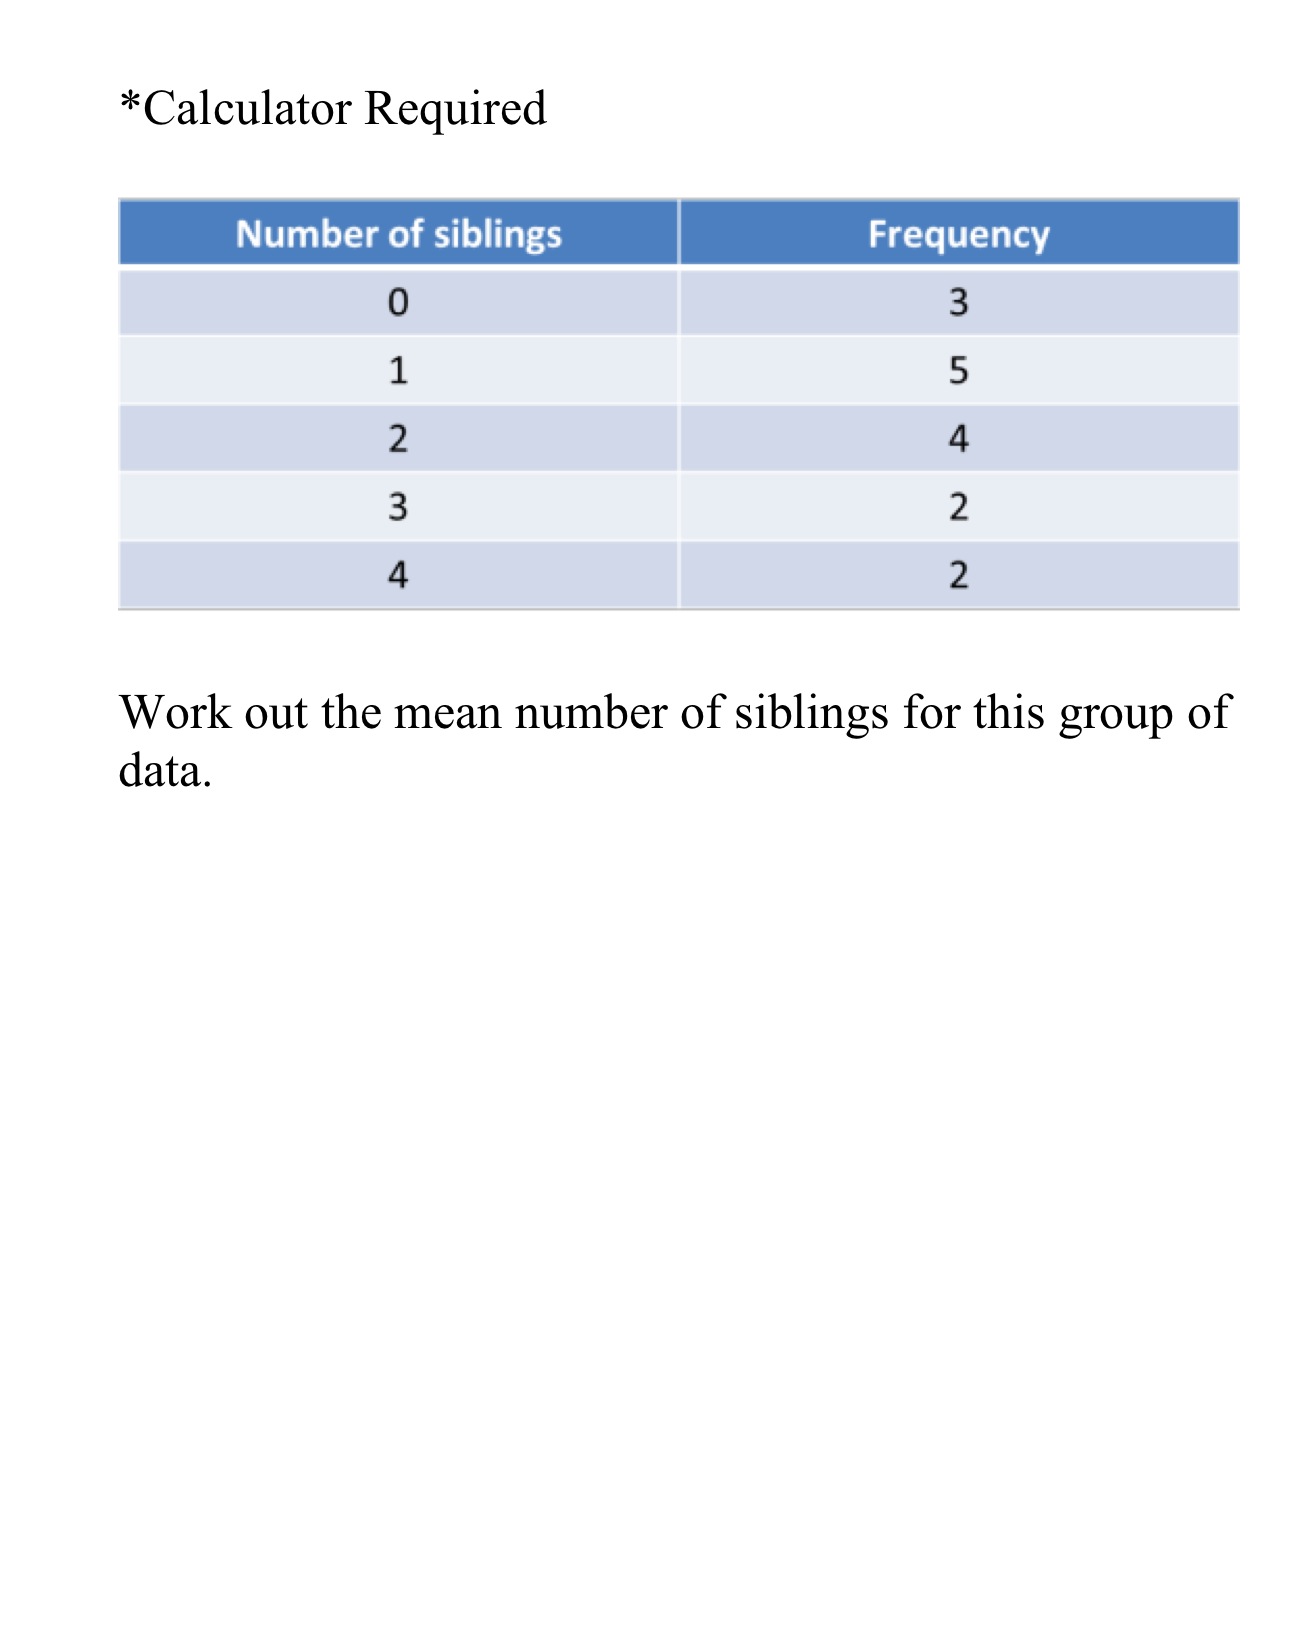 *Calculator Required
Number of siblings Frequency
0 3
1 5
2 4
3 2
4 2
Work out the mean number of siblings for this group of
data.